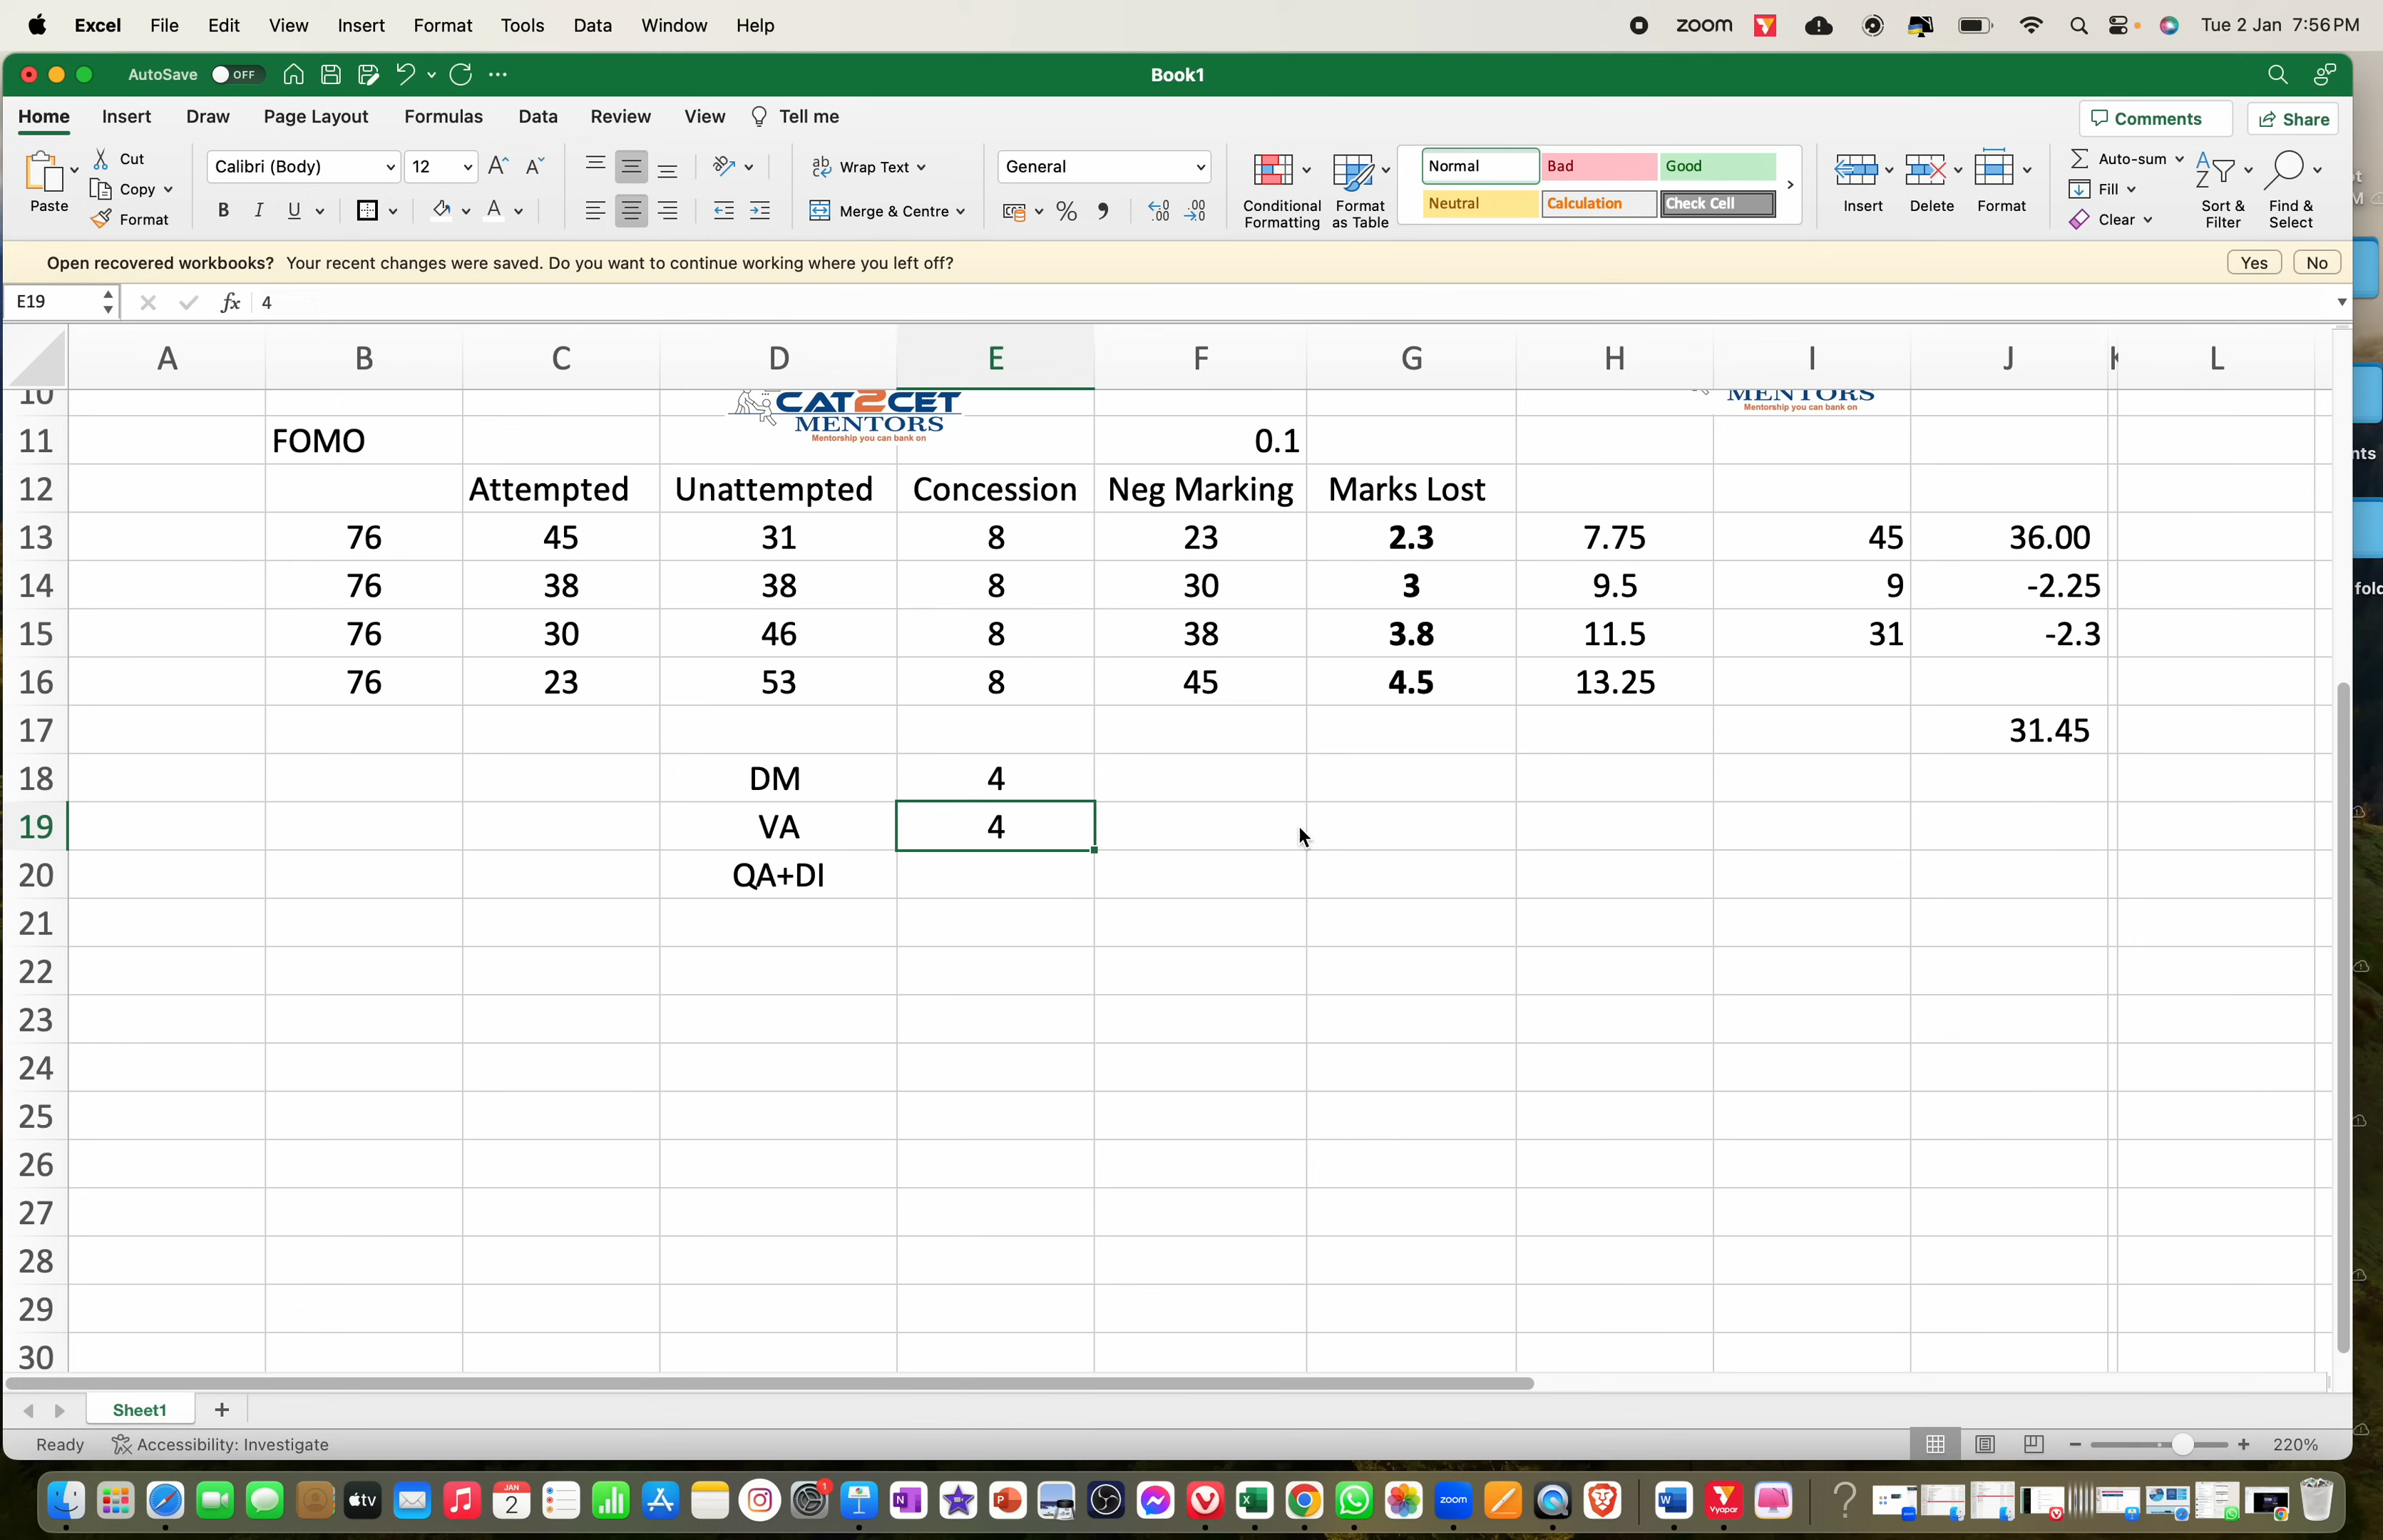 Excel File Edit View Insert Format Tools Data Window Help zoom Tue 2 Jan 7:56 PM
AutoSave OFF Book1
Home Insert Draw Page Layout Formulas Data Review View Tell me Comments Share
Paste Cut Copy Format
Calibri (Body) 12
B I U
Wrap Text
Merge & Centre
General
Conditional Formatting
Format as Table
Normal Bad Good
Neutral Calculation Check Cell
Insert Delete Format
Auto-sum
Fill
Clear
Sort & Filter
Find & Select
Open recovered workbooks? Your recent changes were saved. Do you want to continue working where you left off? Yes No
E19 fx 4
A B C D E F G H I J K L
10 CAT2CET MENTORS
MENTORS
Mentorship you can bank on
Mentorship you can bank on
11 FOMO 0.1
12 Attempted Unattempted Concession Neg Marking Marks Lost
13 76 45 31 8 23 2.3 7.75 45 36.00
14 76 38 38 8 30 3 9.5 9 -2.25
15 76 30 46 8 38 3.8 11.5 31 -2.3
16 76 23 53 8 45 4.5 13.25
17 31.45
18 DM 4
19 VA 4
20 QA+DI
21
22
23
24
25
26
27
28
29
30
Sheet1
Ready Accessibility: Investigate 220%
tv JAN 2 zoom Vyapar